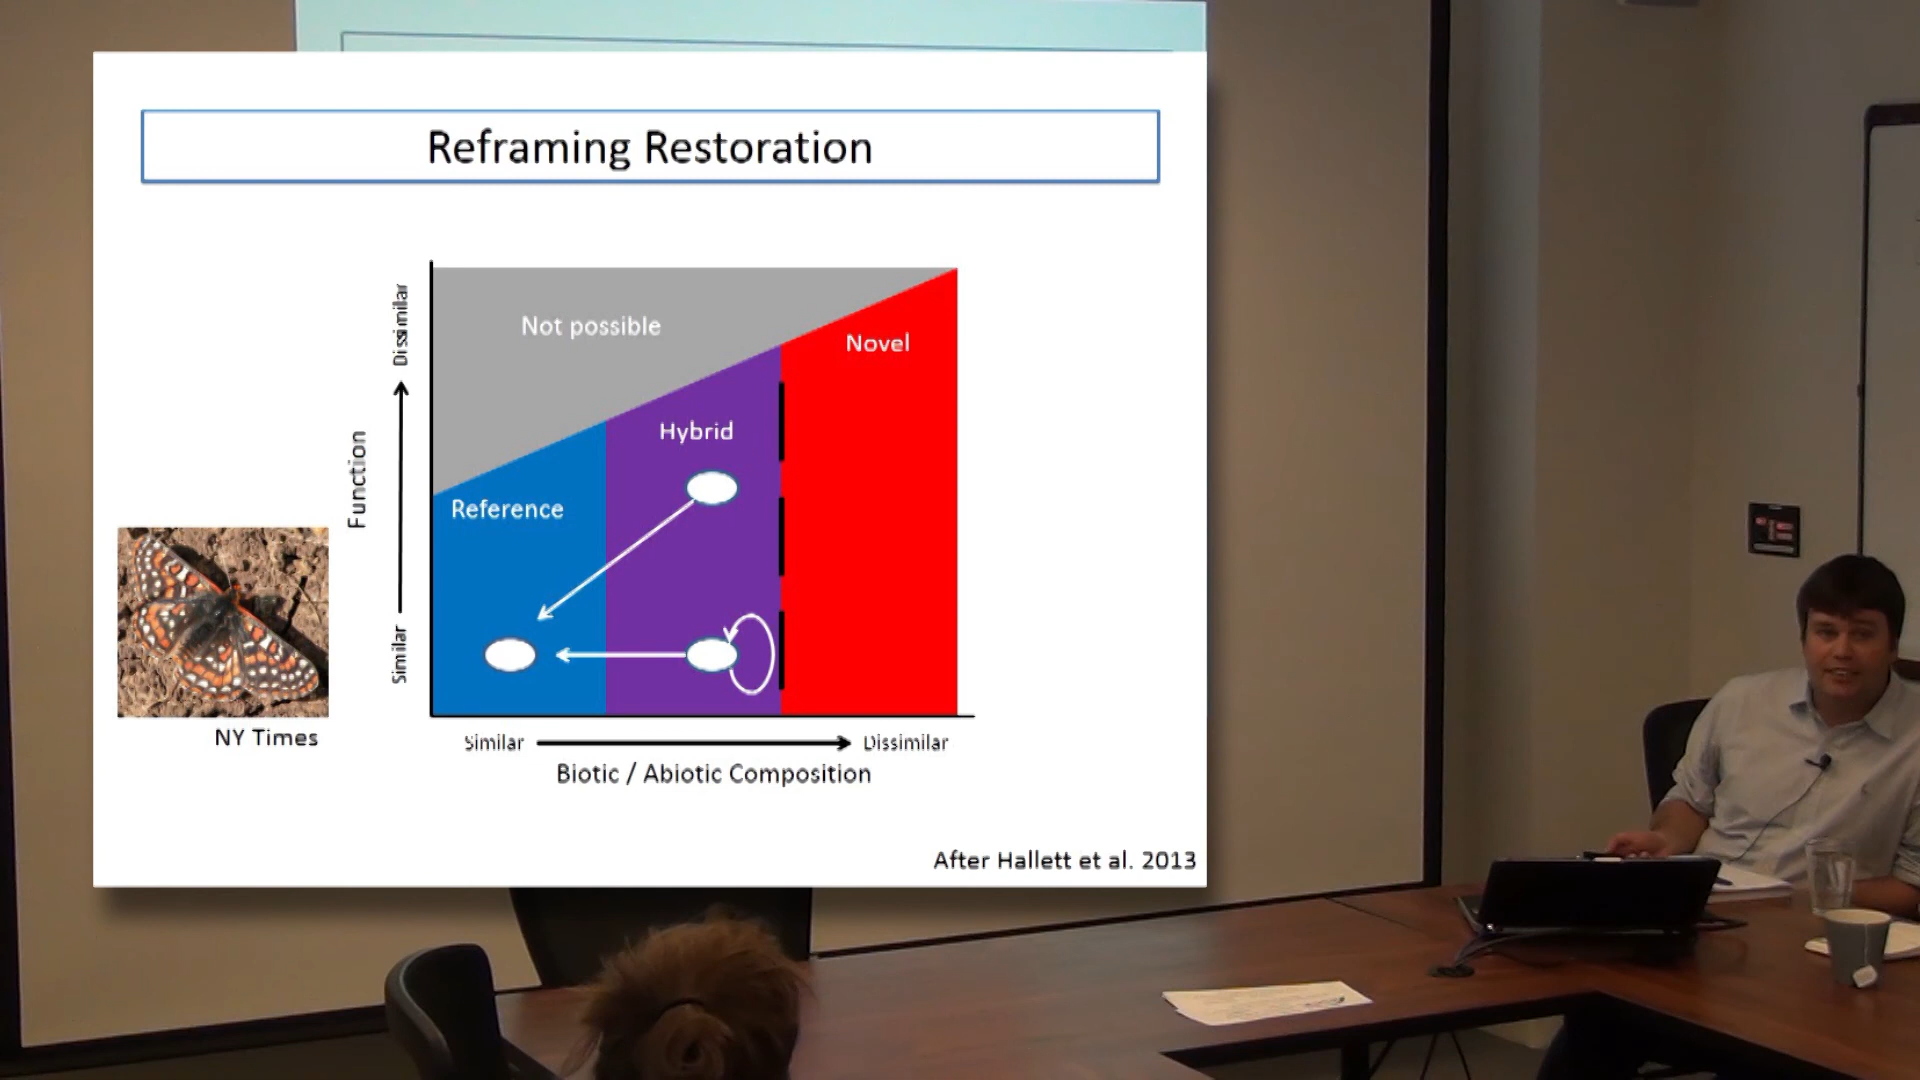 Reframing Restoration
Not possible
Novel
Hybrid
Reference
Dissimilar
Function
Similar
NY Times
Similar
Dissimilar
Biotic / Abiotic Composition
After Hallett et al. 2013